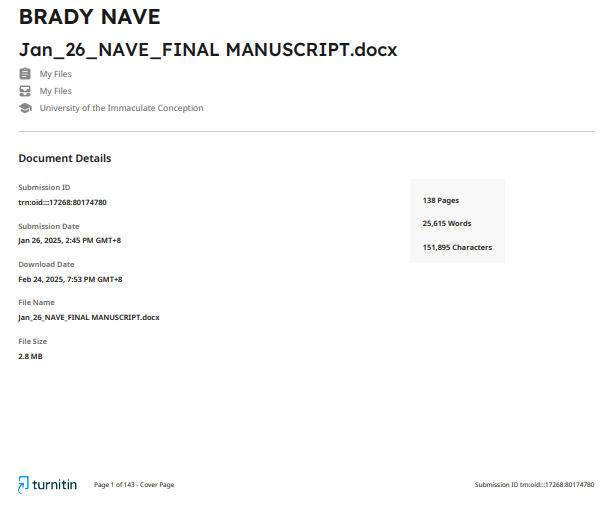 BRADY NAVE
Jan_26_NAVE_FINAL MANUSCRIPT.docx
My Files
My Files
University of the Immaculate Conception
Document Details
Submission ID
trn:oid:::17268:80174780
Submission Date
Jan 26, 2025, 2:45 PM GMT+8
Download Date
Feb 24, 2025, 7:53 PM GMT+8
File Name
Jan_26_NAVE_FINAL MANUSCRIPT.docx
File Size
2.8 MB
138 Pages
25,615 Words
151,895 Characters
turnitin Page 1 of 143 - Cover Page Submission ID trn:oid:::17268:80174780